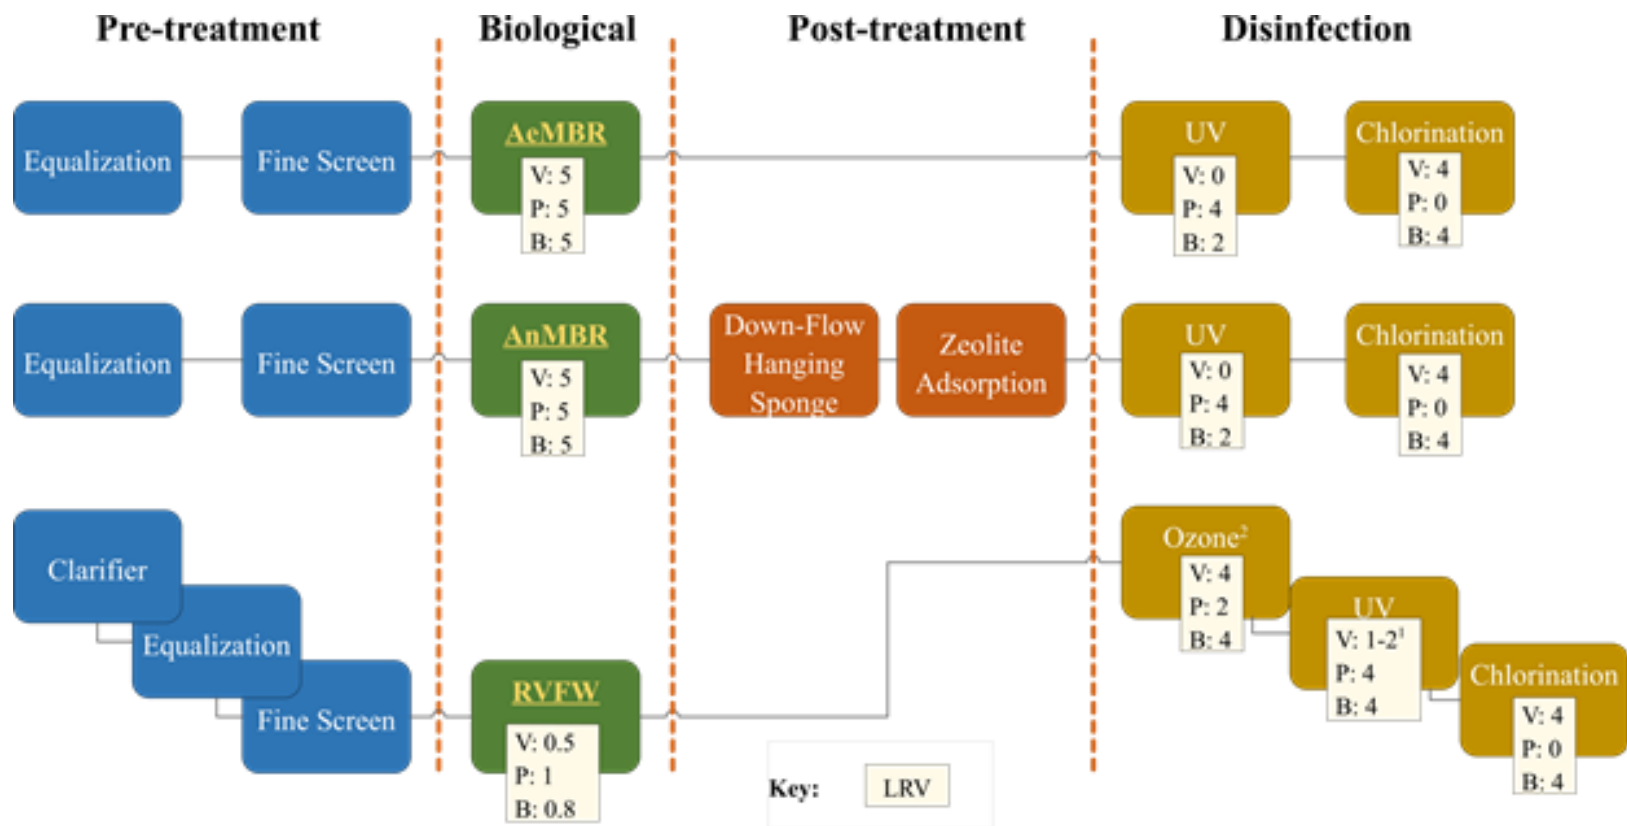 Pre-treatment
Biological
Post-treatment
Disinfection
Equalization
Fine Screen
AeMBR
V: 5
P: 5
B: 5
UV
V: 0
P: 4
B: 2
Chlorination
V: 4
P: 0
B: 4
Equalization
Fine Screen
AnMBR
V: 5
P: 5
B: 5
Down-Flow
Hanging
Sponge
Zeolite
Adsorption
UV
V: 0
P: 4
B: 2
Chlorination
V: 4
P: 0
B: 4
Clarifier
Equalization
Fine Screen
RVFW
V: 0.5
P: 1
B: 0.8
Ozone²
V: 4
P: 2
B: 4
UV
V: 1-2¹
P: 4
B: 4
Chlorination
V: 4
P: 0
B: 4
Key:
LRV